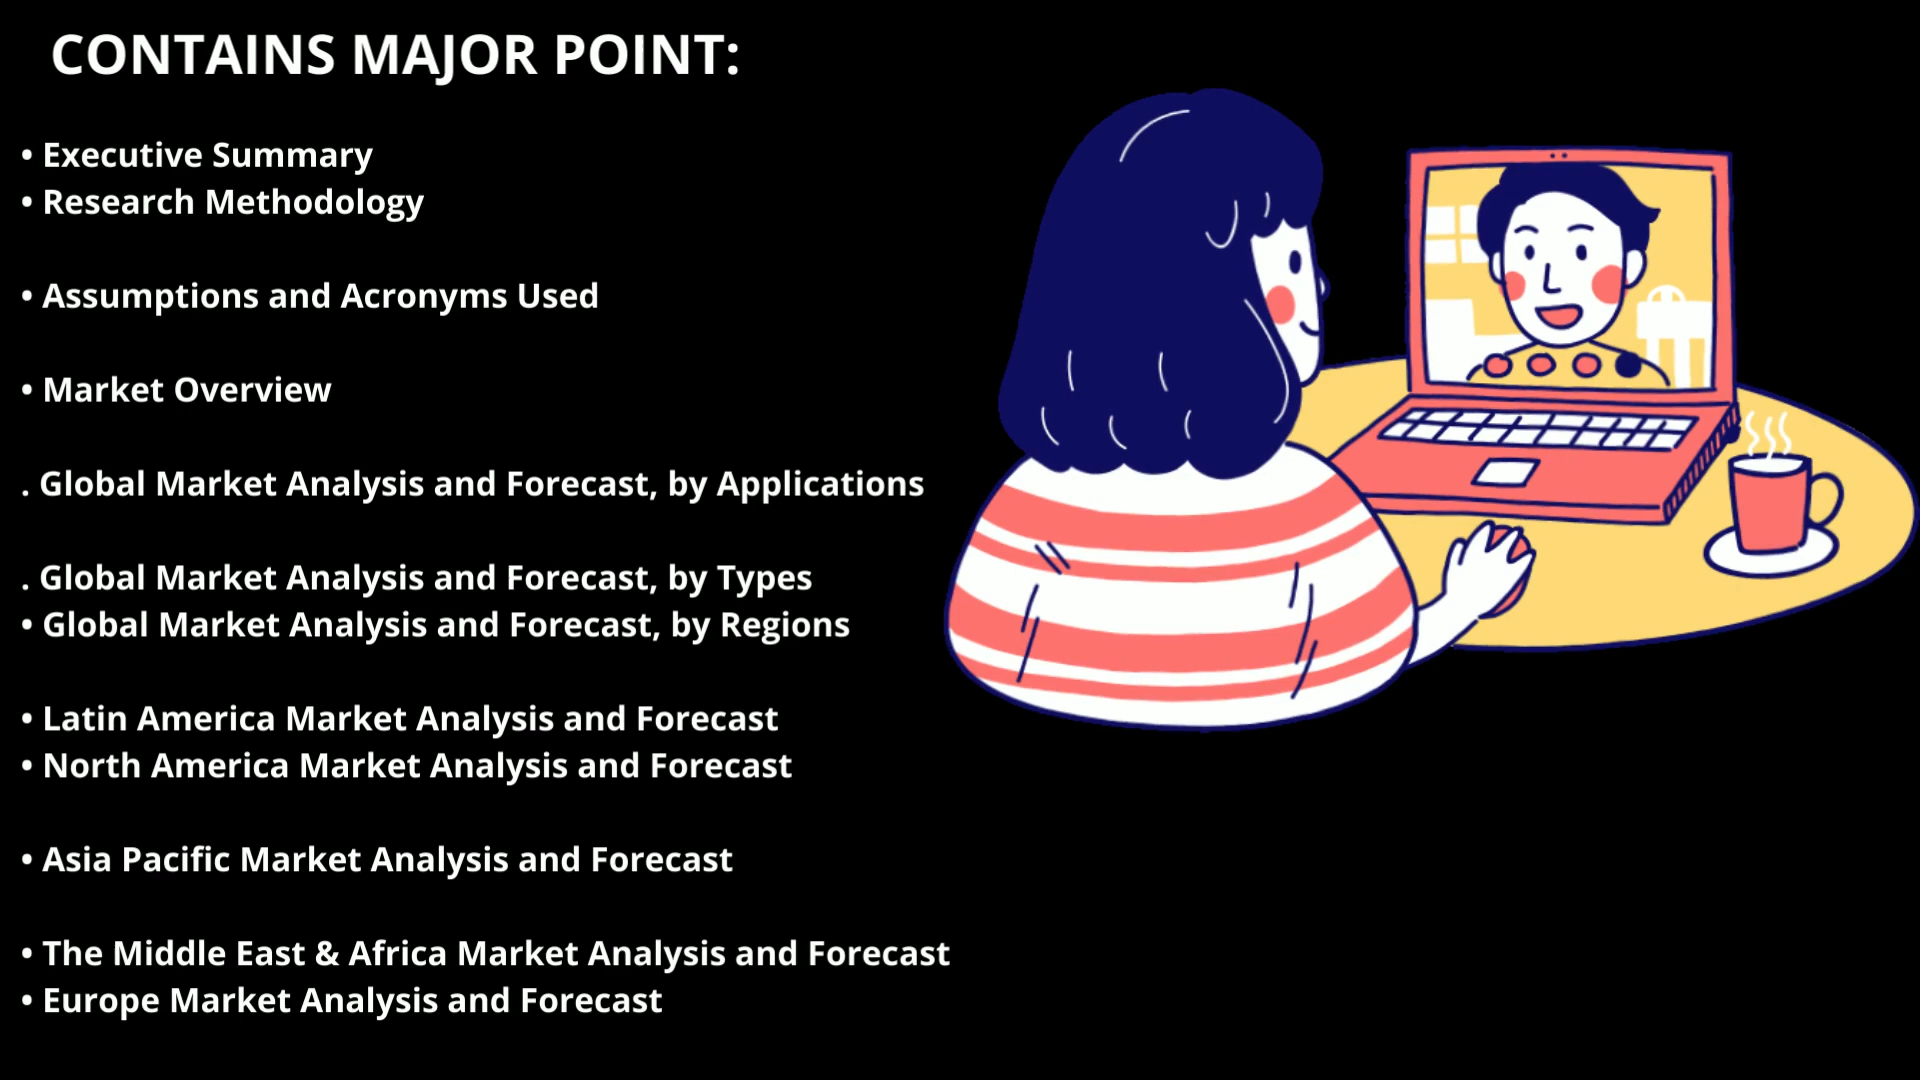 CONTAINS MAJOR POINT:
• Executive Summary
• Research Methodology
• Assumptions and Acronyms Used
• Market Overview
. Global Market Analysis and Forecast, by Applications
. Global Market Analysis and Forecast, by Types
• Global Market Analysis and Forecast, by Regions
• Latin America Market Analysis and Forecast
• North America Market Analysis and Forecast
• Asia Pacific Market Analysis and Forecast
• The Middle East & Africa Market Analysis and Forecast
• Europe Market Analysis and Forecast